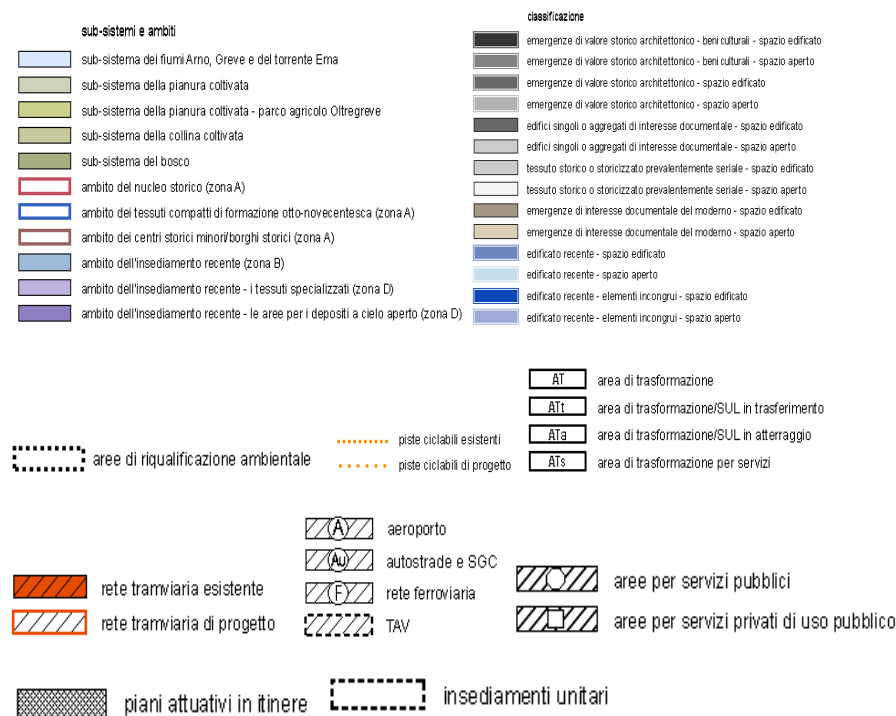 sub-sistemi e ambiti
sub-sistema dei fiumi Arno, Greve e del torrente Ema
sub-sistema della pianura coltivata
sub-sistema della pianura coltivata - parco agricolo Oltregreve
sub-sistema della collina coltivata
sub-sistema del bosco
ambito del nucleo storico (zona A)
ambito dei tessuti compatti di formazione otto-novecentesca (zona A)
ambito dei centri storici minori/borghi storici (zona A)
ambito dell'insediamento recente (zona B)
ambito dell'insediamento recente - i tessuti specializzati (zona D)
ambito dell'insediamento recente - le aree per i depositi a cielo aperto (zona D)
classificazione
emergenze di valore storico architettonico - beni culturali - spazio edificato
emergenze di valore storico architettonico - beni culturali - spazio aperto
emergenze di valore storico architettonico - spazio edificato
emergenze di valore storico architettonico - spazio aperto
edifici singoli o aggregati di interesse documentale - spazio edificato
edifici singoli o aggregati di interesse documentale - spazio aperto
tessuto storico o storicizzato prevalentemente seriale - spazio edificato
tessuto storico o storicizzato prevalentemente seriale - spazio aperto
emergenze di interesse documentale del moderno - spazio edificato
emergenze di interesse documentale del moderno - spazio aperto
edificato recente - spazio edificato
edificato recente - spazio aperto
edificato recente - elementi incongrui - spazio edificato
edificato recente - elementi incongrui - spazio aperto
aree di riqualificazione ambientale
piste ciclabili esistenti
piste ciclabili di progetto
AT area di trasformazione
ATt area di trasformazione/SUL in trasferimento
ATa area di trasformazione/SUL in atterraggio
ATs area di trasformazione per servizi
rete tramviaria esistente
rete tramviaria di progetto
A aeroporto
Au autostrade e SGC
F rete ferroviaria
TAV
aree per servizi pubblici
aree per servizi privati di uso pubblico
piani attuativi in itinere
insediamenti unitari